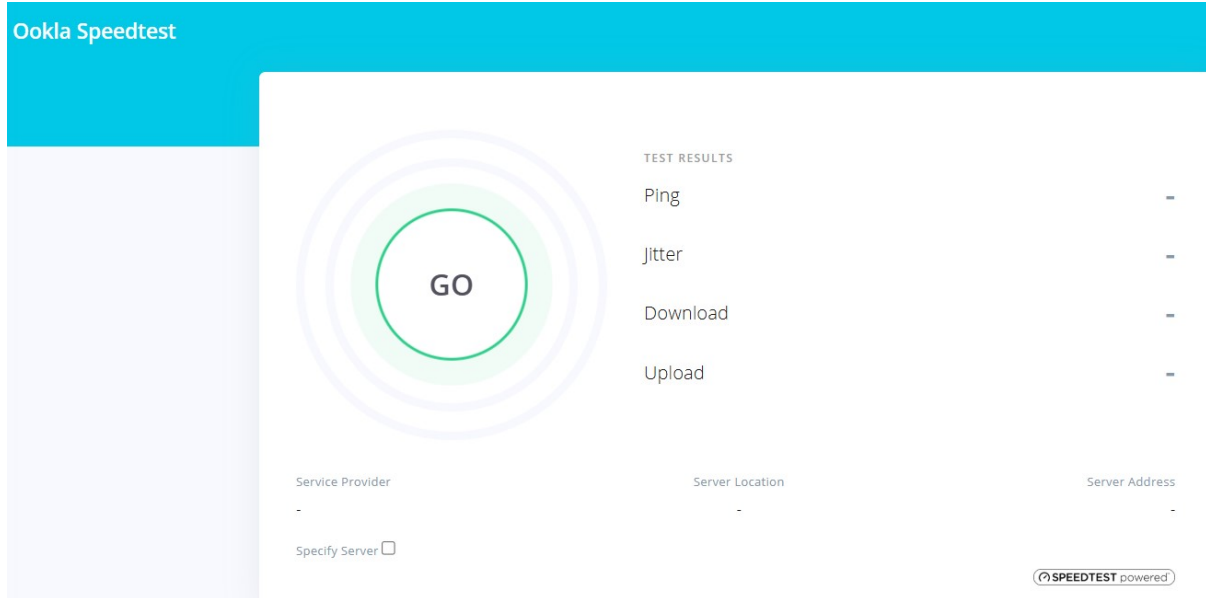 Ookla Speedtest
GO
TEST RESULTS
Ping -
Jitter -
Download -
Upload -
Service Provider Server Location Server Address
- - -
Specify Server
SPEEDTEST powered